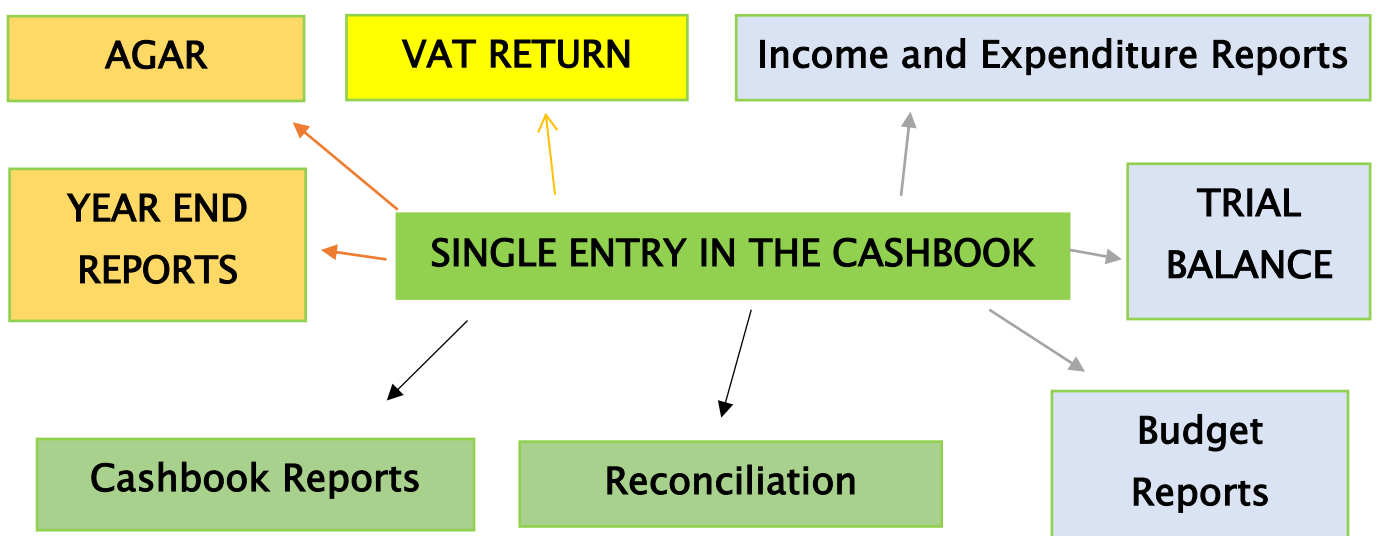 AGAR
VAT RETURN
Income and Expenditure Reports
YEAR END
REPORTS
SINGLE ENTRY IN THE CASHBOOK
TRIAL
BALANCE
Cashbook Reports
Reconciliation
Budget
Reports